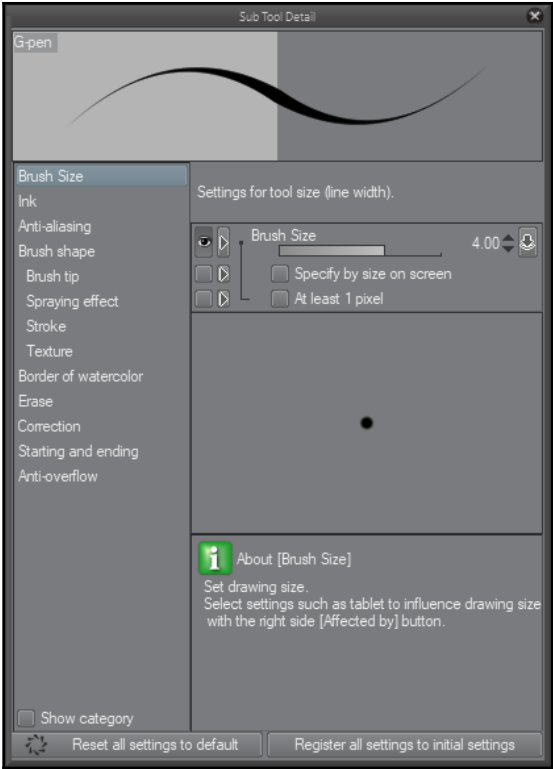 Sub Tool Detail
G-pen
Brush Size
Ink
Anti-aliasing
Brush shape
Brush tip
Spraying effect
Stroke
Texture
Border of watercolor
Erase
Correction
Starting and ending
Anti-overflow
Show category
Settings for tool size (line width).
Brush Size 4.00
Specify by size on screen
At least 1 pixel
About [Brush Size]
Set drawing size.
Select settings such as tablet to influence drawing size
with the right side [Affected by] button.
Reset all settings to default
Register all settings to initial settings